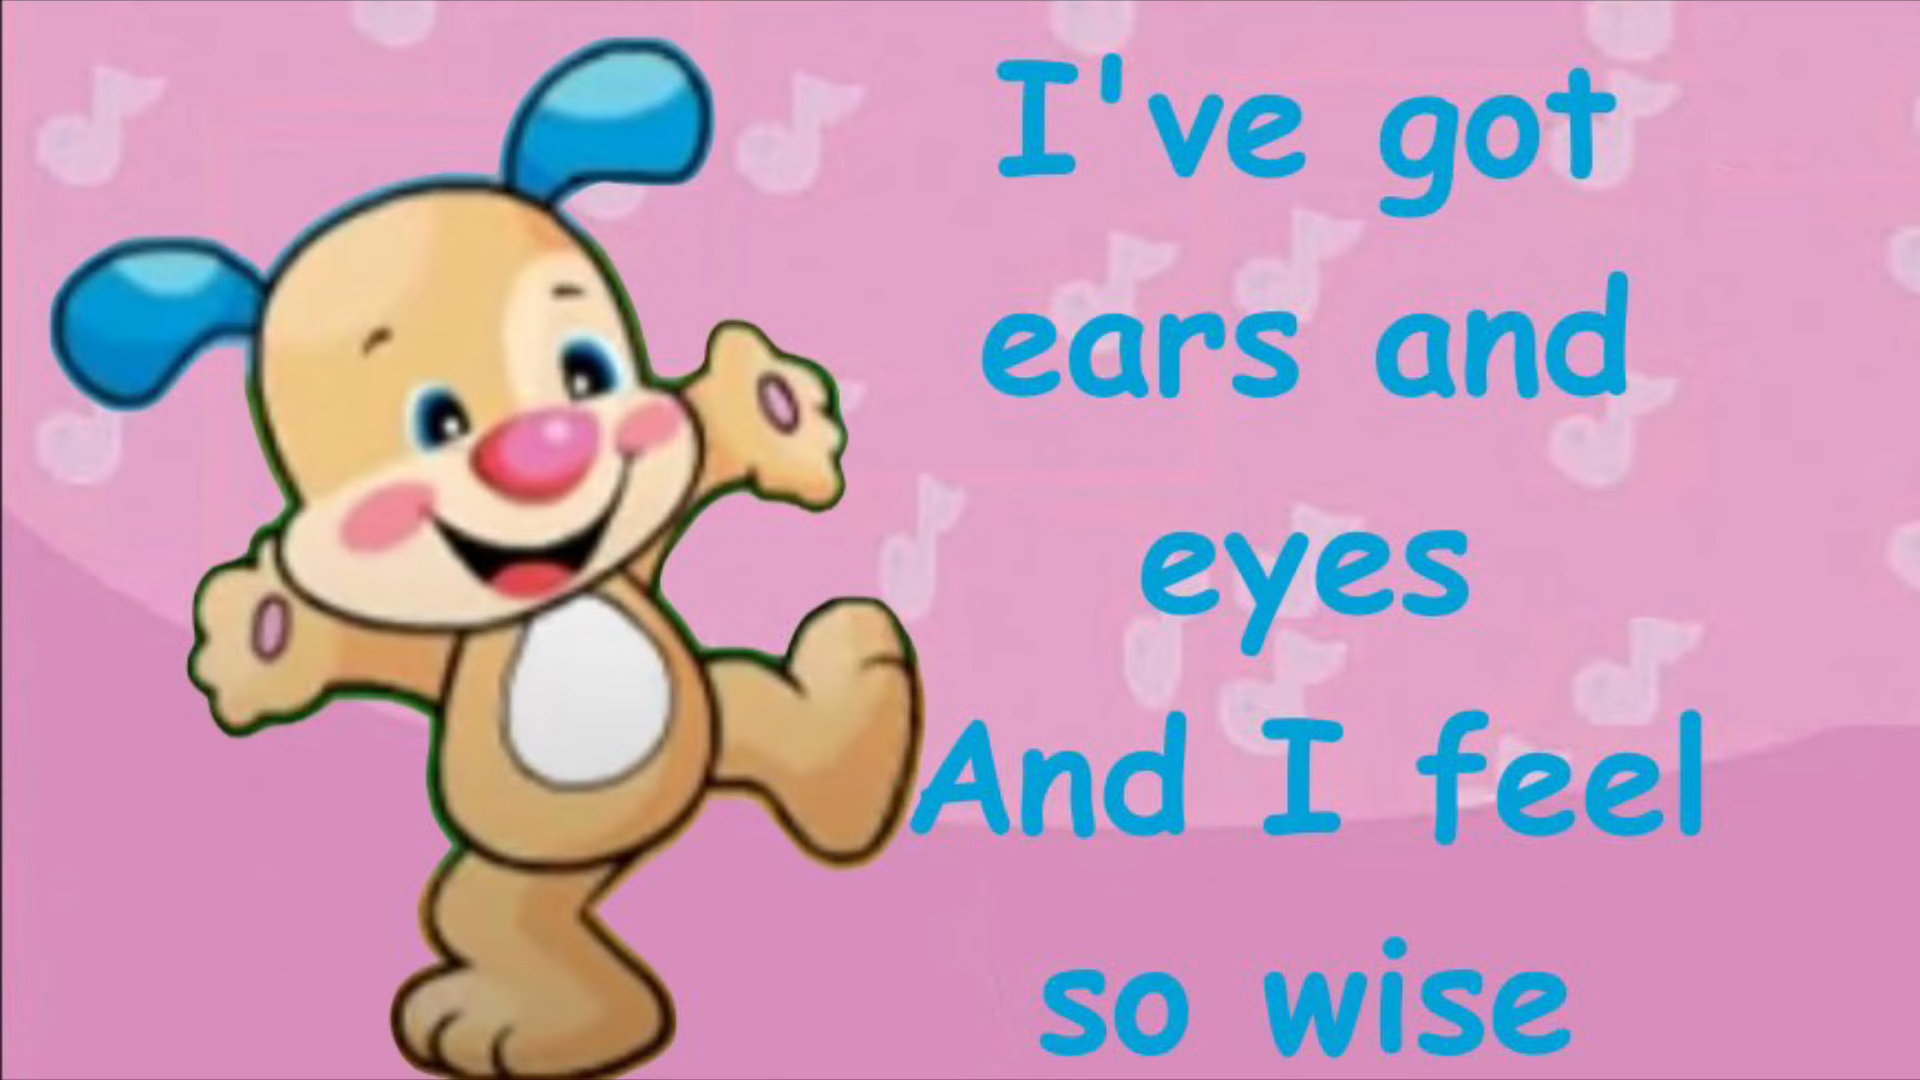 I've got
ears and
eyes
And I feel
so wise